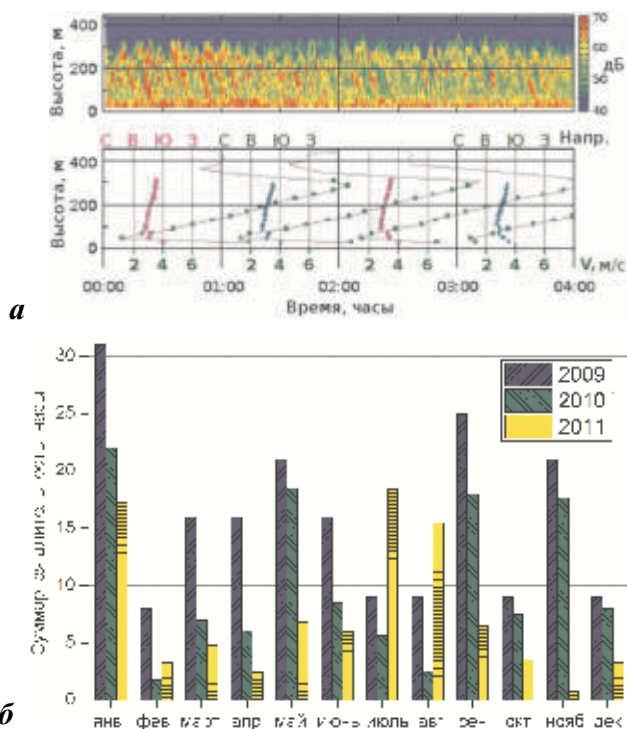 Высота, м
400
200
0
70
60
50
40
дБ
С В Ю З С В Ю З С В Ю З Напр.
Высота, м
400
200
0
2 4 6 2 4 6 2 4 6 2 4 6 V, м/с
00:00 01:00 02:00 03:00 04:00
Время, часы
а
часы
30
25
20
15
10
5
0
2009
2010
2011
янв фев март апр май июнь июль авг окт нояб дек
б